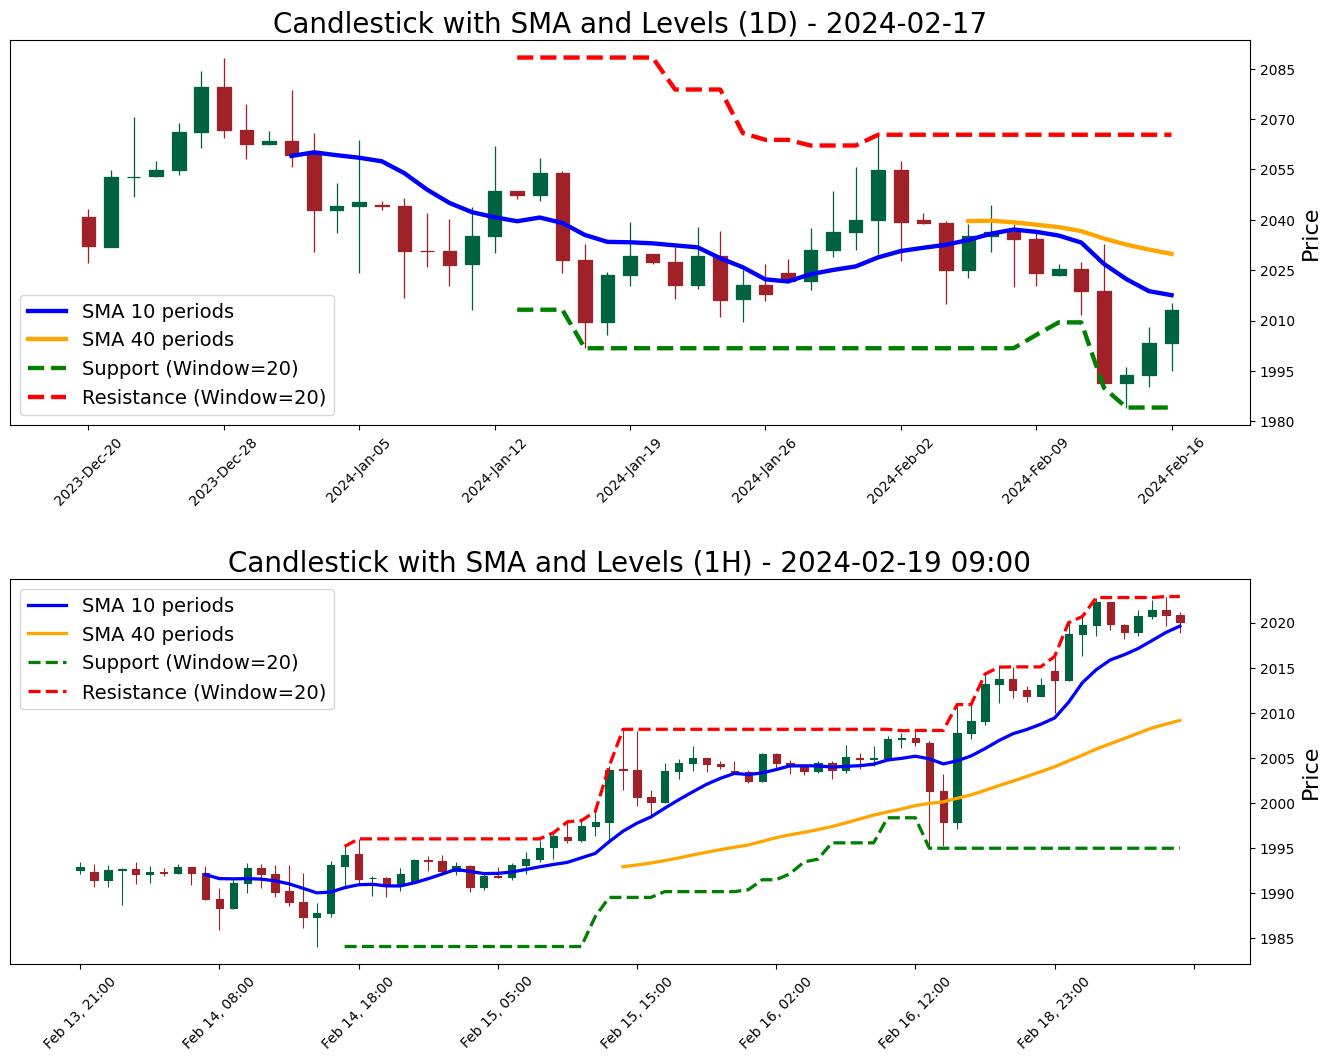 Candlestick with SMA and Levels (1D) - 2024-02-17
2085
2070
2055
2040
2025
2010
1995
1980
Price
SMA 10 periods
SMA 40 periods
Support (Window=20)
Resistance (Window=20)
2023-Dec-20
2023-Dec-28
2024-Jan-05
2024-Jan-12
2024-Jan-19
2024-Jan-26
2024-Feb-02
2024-Feb-09
2024-Feb-16
Candlestick with SMA and Levels (1H) - 2024-02-19 09:00
SMA 10 periods
SMA 40 periods
Support (Window=20)
Resistance (Window=20)
2020
2015
2010
2005
2000
1995
1990
1985
Price
Feb 13, 21:00
Feb 14, 08:00
Feb 14, 18:00
Feb 15, 05:00
Feb 15, 15:00
Feb 16, 02:00
Feb 16, 12:00
Feb 18, 23:00